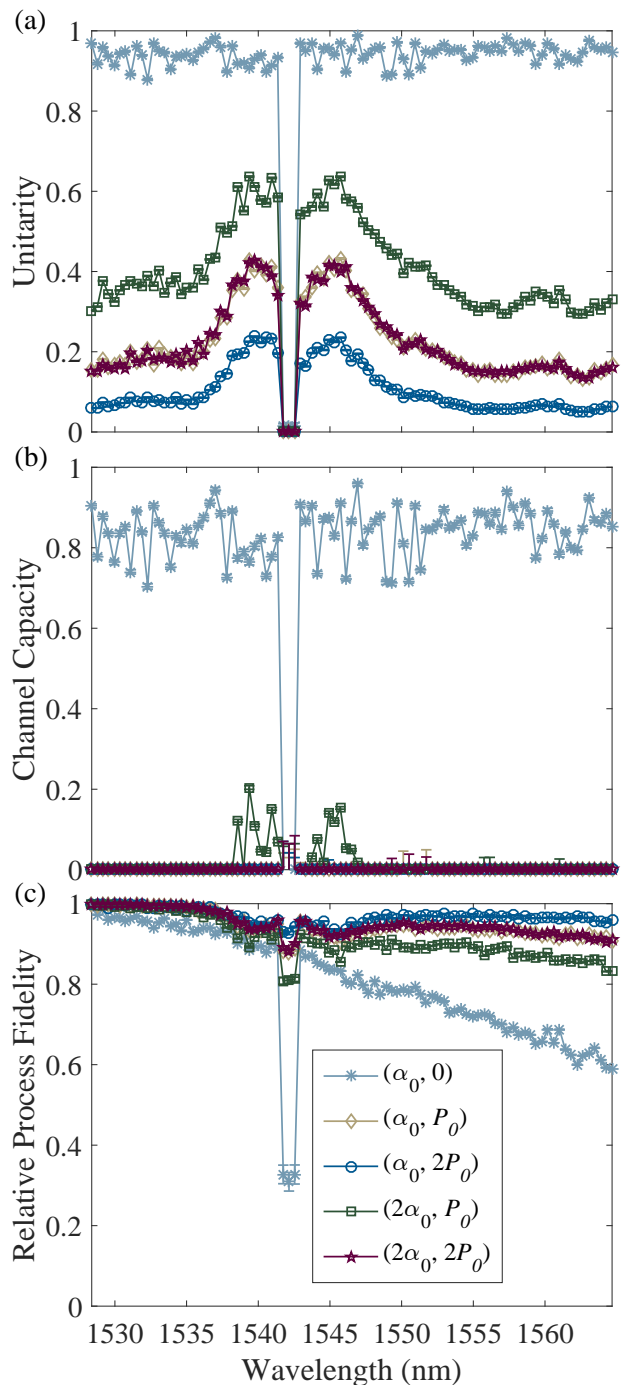 (a)
1
0.8
0.6
0.4
0.2
0
Unitarity
(b)
1
0.8
0.6
0.4
0.2
0
Channel Capacity
(c)
1
0.8
0.6
0.4
0.2
0
Relative Process Fidelity
(α₀, 0)
(α₀, P₀)
(α₀, 2P₀)
(2α₀, P₀)
(2α₀, 2P₀)
1530 1535 1540 1545 1550 1555 1560
Wavelength (nm)